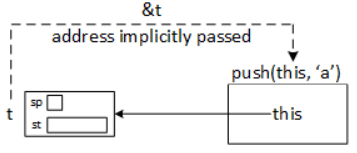 &t
address implicitly passed
push(this, ‘a’)
sp
t
this
st